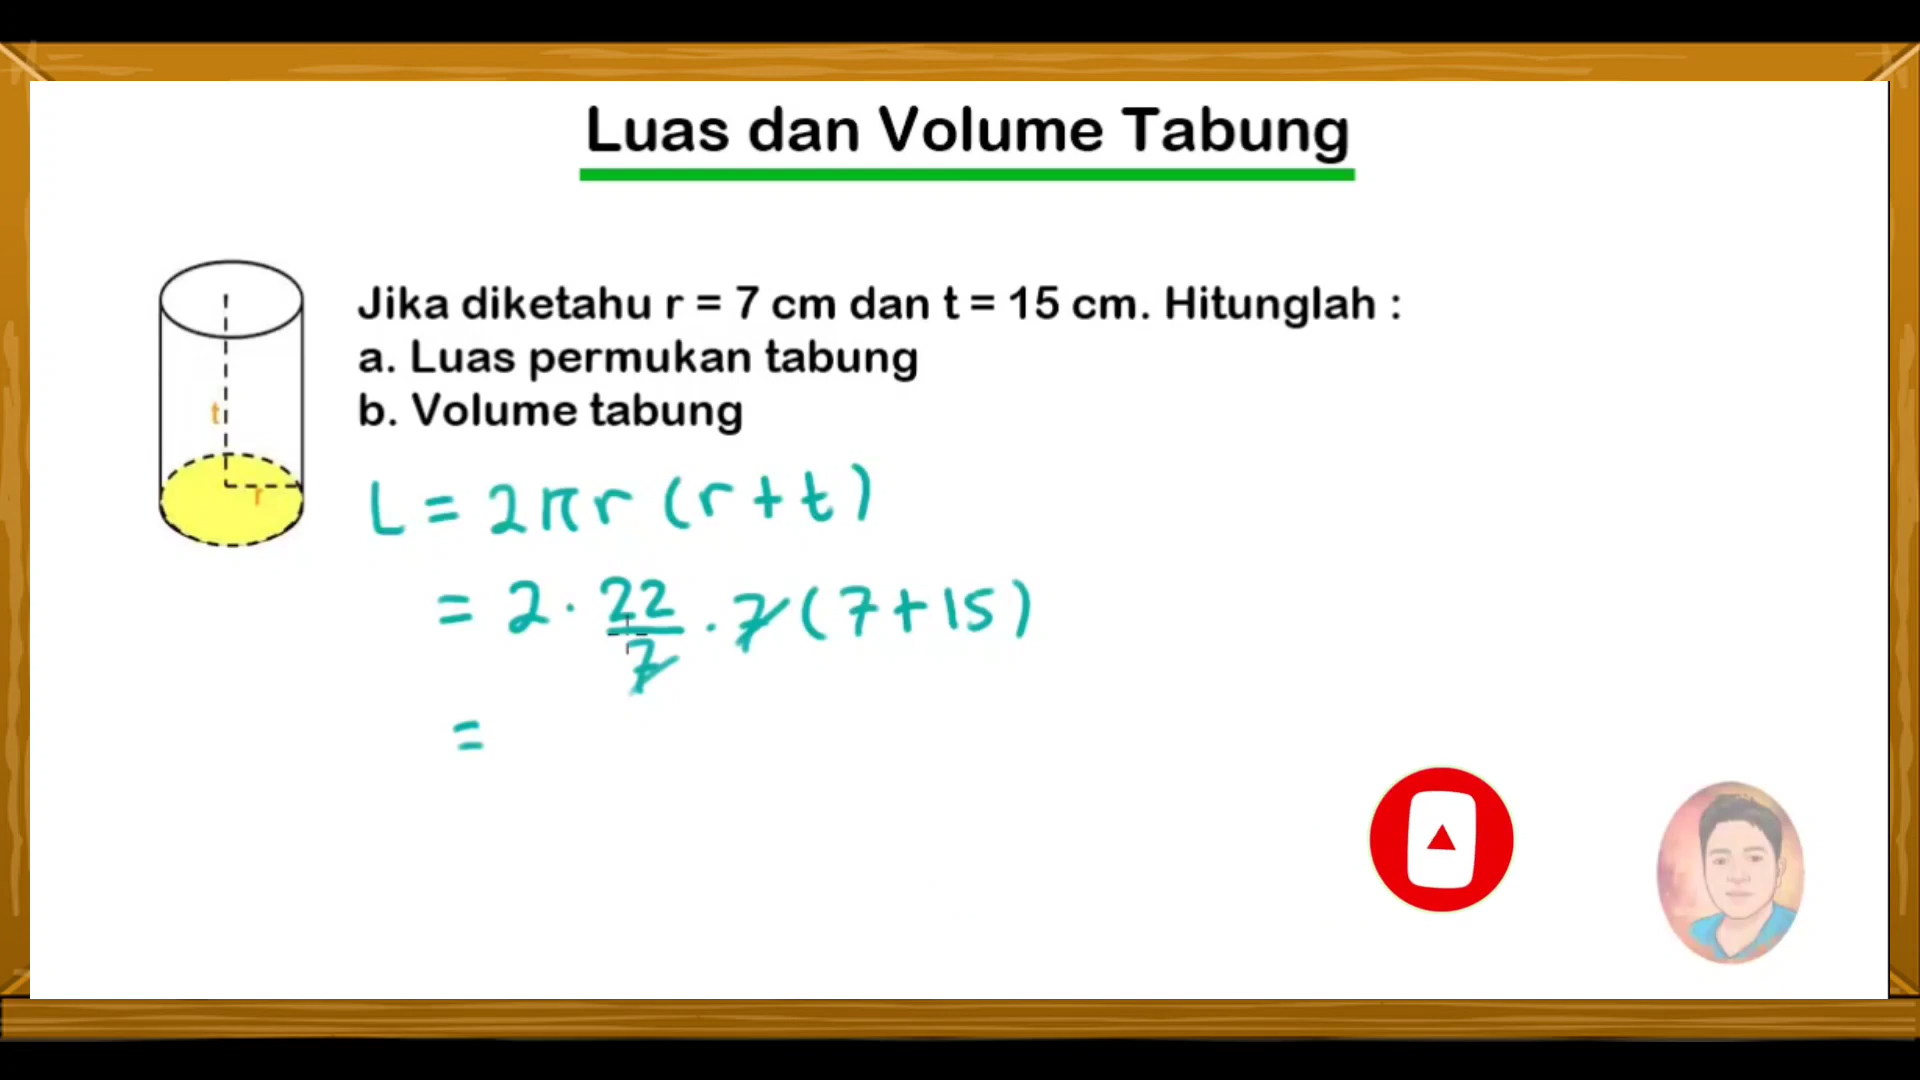 Luas dan Volume Tabung
Jika diketahu r = 7 cm dan t = 15 cm. Hitunglah :
a. Luas permukan tabung
b. Volume tabung
t
r
L = 2πr (r + t)
= 2 · 22/7 · 7 (7 + 15)
=